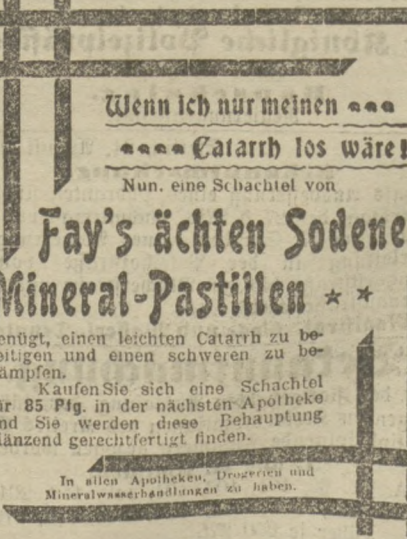 Wenn ich nur meinen
Catarrh los wäre!
Nun. eine Schachtel von
Fay's ächten Sodene
Mineral-Pastillen
enügt, einen leichten Catarrh zu be-
eitigen und einen schweren zu be-
ämpfen.
Kaufen Sie sich eine Schachtel
ür 85 Pfg. in der nächsten Apotheke
nd Sie werden diese Behauptung
länzend gerechtfertigt finden.
In allen Apotheken, Drogerien und
Mineralwasserhandlungen zu haben.